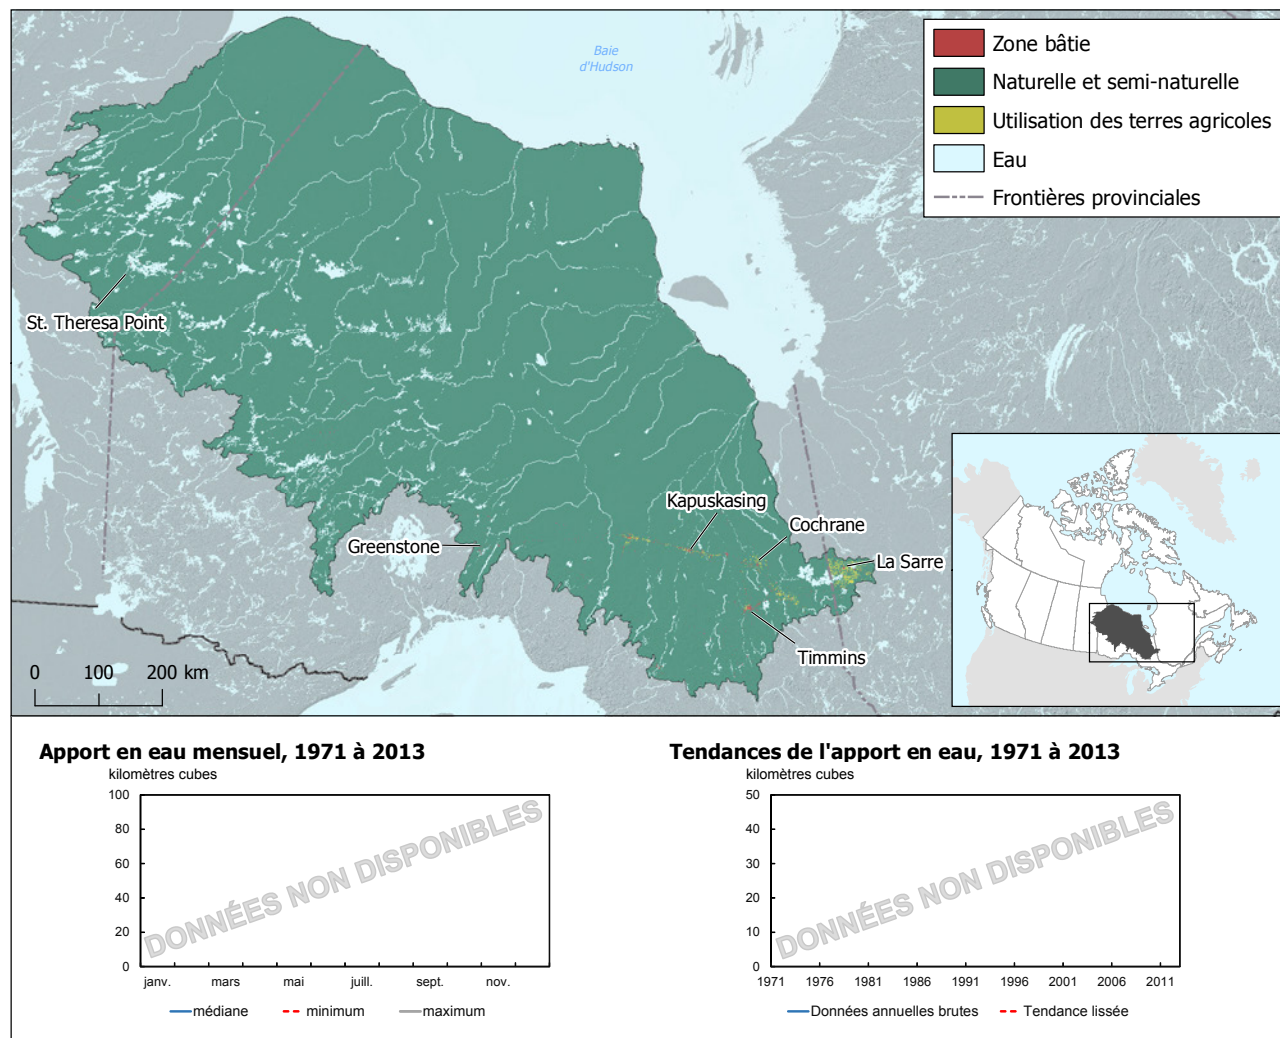 Baie
d'Hudson
Zone bâtie
Naturelle et semi-naturelle
Utilisation des terres agricoles
Eau
Frontières provinciales
St. Theresa Point
Greenstone
Kapuskasing
Cochrane
La Sarre
Timmins
0 100 200 km
Apport en eau mensuel, 1971 à 2013
kilomètres cubes
100
80
60
40
20
0
DONNÉES NON DISPONIBLES
janv. mars mai juill. sept. nov.
médiane minimum maximum
Tendances de l'apport en eau, 1971 à 2013
kilomètres cubes
50
40
30
20
10
0
DONNÉES NON DISPONIBLES
1971 1976 1981 1986 1991 1996 2001 2006 2011
Données annuelles brutes Tendance lissée